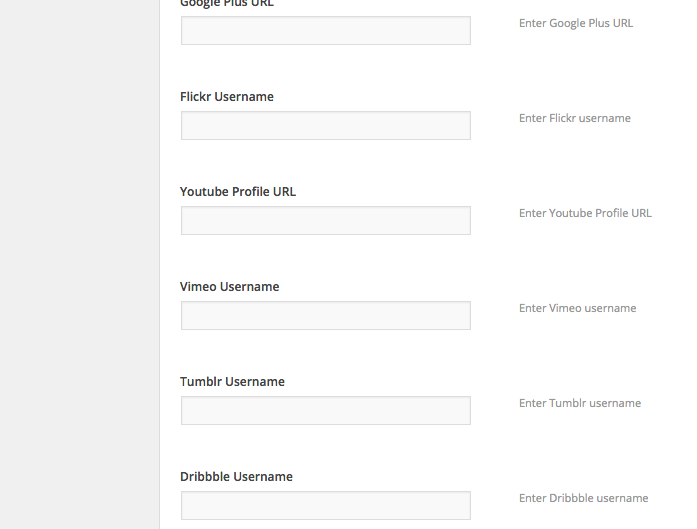 Google Plus URL
Enter Google Plus URL
Flickr Username
Enter Flickr username
Youtube Profile URL
Enter Youtube Profile URL
Vimeo Username
Enter Vimeo username
Tumblr Username
Enter Tumblr username
Dribbble Username
Enter Dribbble username